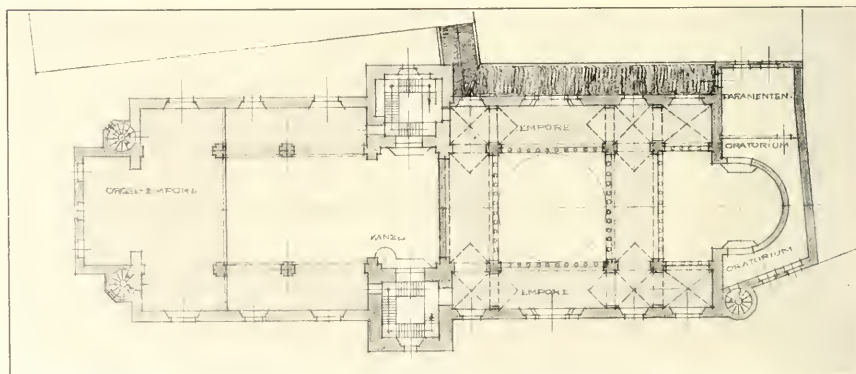 EMPORE
PARAMENTEN.
ORATORIUM
ORGEL-EMPORE
KANZEL
ORATORIUM
EMPORE